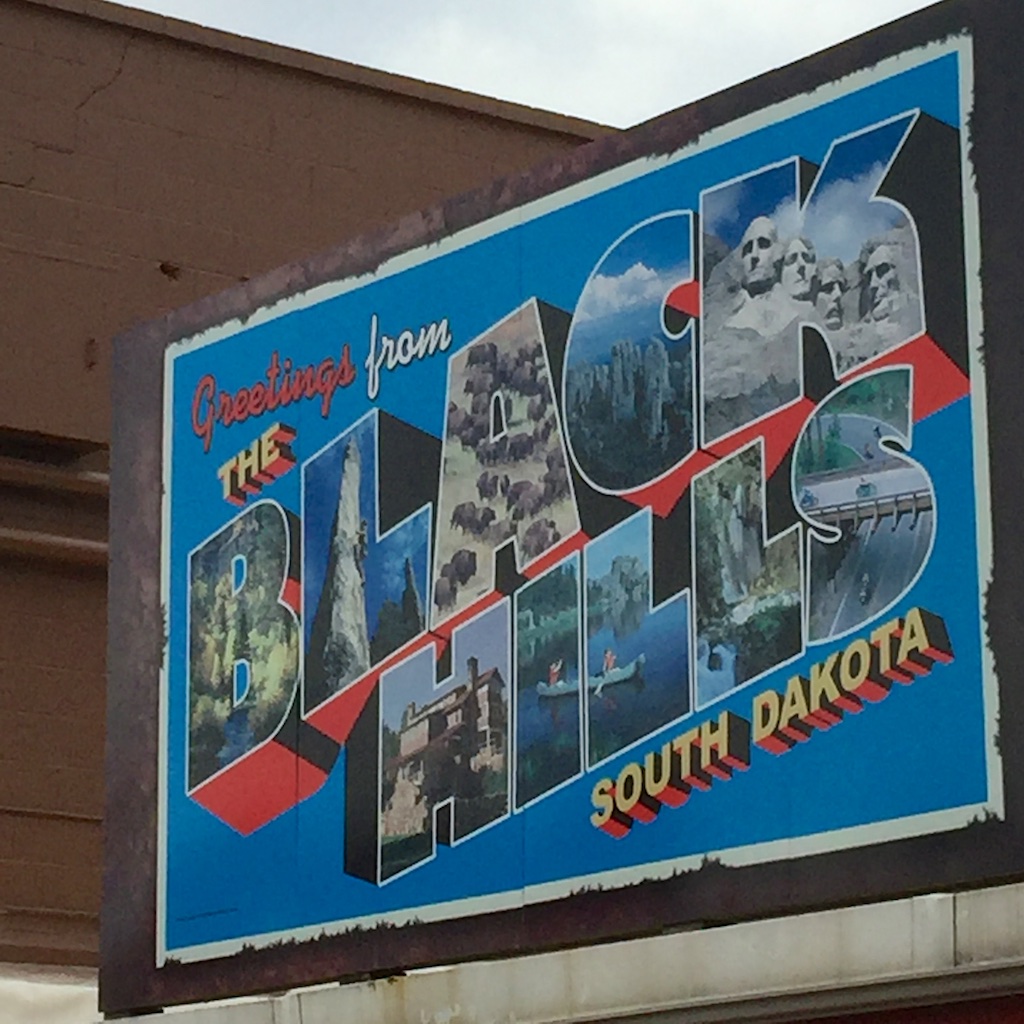 Greetings from
THE
BLACK
HILLS
SOUTH DAKOTA